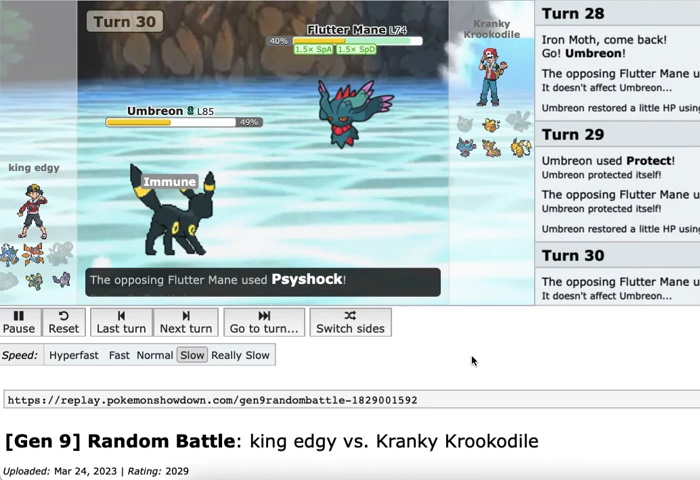 Turn 30
Flutter Mane L74
40%
1.5× SpA 1.5× SpD
Kranky
Krookodile
Umbreon L85
49%
king edgy
Immune
The opposing Flutter Mane used Psyshock!
Turn 28
Iron Moth, come back!
Go! Umbreon!
The opposing Flutter Mane u
It doesn't affect Umbreon...
Umbreon restored a little HP using
Turn 29
Umbreon used Protect!
Umbreon protected itself!
The opposing Flutter Mane u
Umbreon protected itself!
Umbreon restored a little HP using
Turn 30
The opposing Flutter Mane u
It doesn't affect Umbreon...
Pause Reset Last turn Next turn Go to turn... Switch sides
Speed: Hyperfast Fast Normal Slow Really Slow
https://replay.pokemonshowdown.com/gen9randombattle-1829001592
[Gen 9] Random Battle: king edgy vs. Kranky Krookodile
Uploaded: Mar 24, 2023 | Rating: 2029